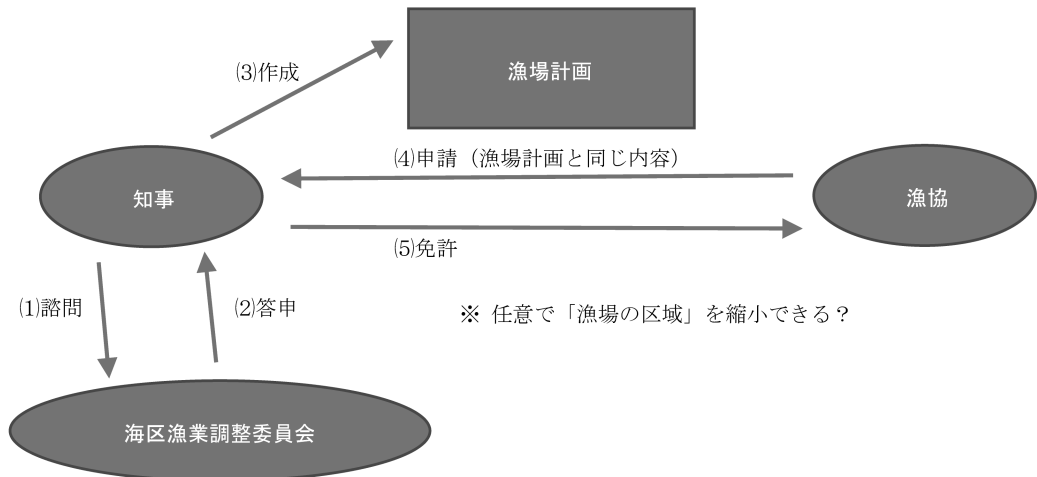 ⑶作成
漁場計画
⑷申請（漁場計画と同じ内容）
知事
漁協
⑸免許
⑴諮問
⑵答申
※ 任意で「漁場の区域」を縮小できる？
海区漁業調整委員会